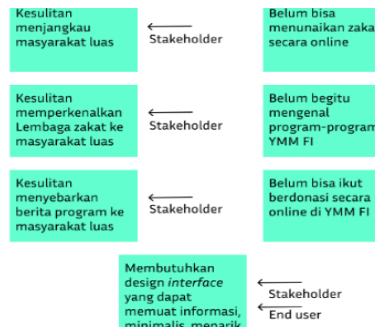 Kesulitan
menjangkau
masyarakat luas
Stakeholder
Belum bisa
menunaikan zaka
secara online
Kesulitan
memperkenalkan
Lembaga zakat ke
masyarakat luas
Stakeholder
Belum begitu
mengenal
program-program
YMM FI
Kesulitan
menyebarkan
berita program ke
masyarakat luas
Stakeholder
Belum bisa ikut
berdonasi secara
online di YMM FI
Membutuhkan
design interface
yang dapat
memuat informasi,
minimalis, menarik
Stakeholder
End user